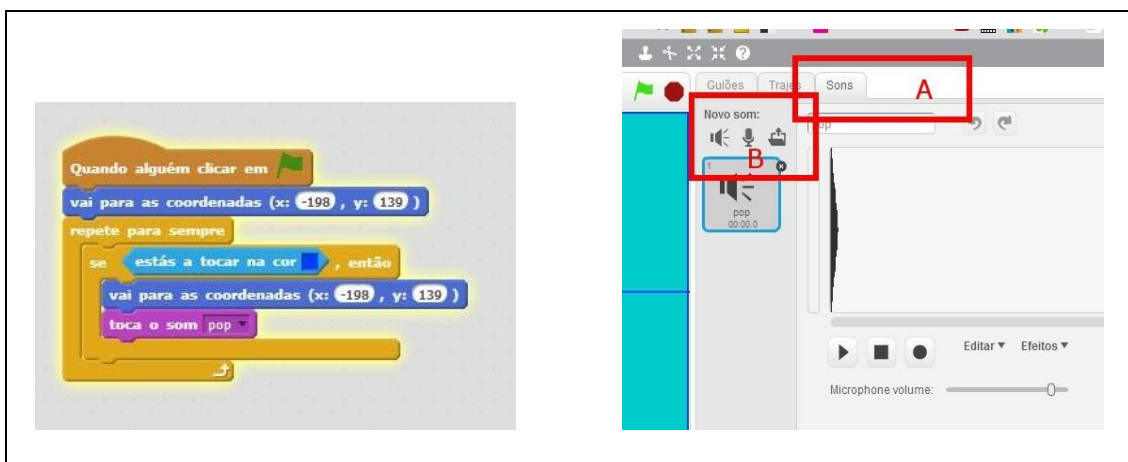 Quando alguém clicar em
vai para as coordenadas (x: -198 , y: 139 )
repete para sempre
se estás a tocar na cor , então
vai para as coordenadas (x: -198 , y: 139 )
toca o som pop
Guiões Trajes Sons A
Novo som:
pop
B
1
pop
00:00.0
Editar Efeitos
Microphone volume: